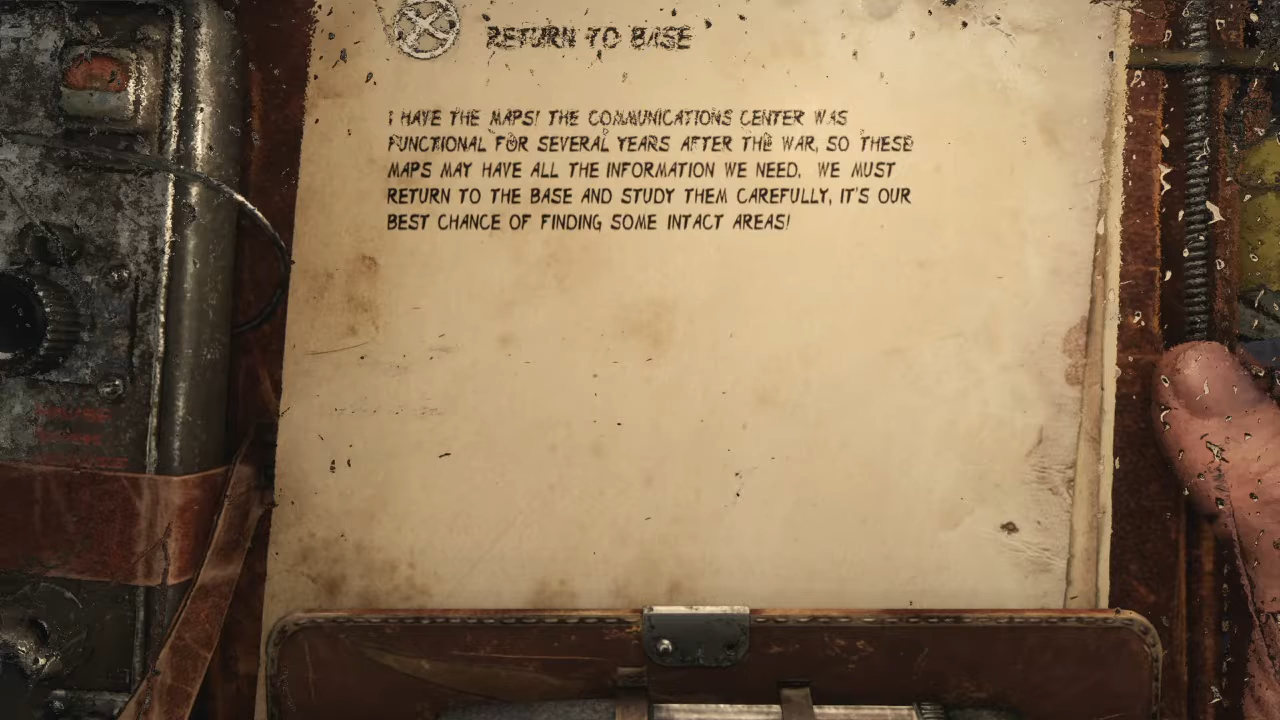 RETURN TO BASE
I HAVE THE MAPS! THE COMMUNICATIONS CENTER WAS
FUNCTIONAL FOR SEVERAL YEARS AFTER THE WAR, SO THESE
MAPS MAY HAVE ALL THE INFORMATION WE NEED. WE MUST
RETURN TO THE BASE AND STUDY THEM CAREFULLY, IT'S OUR
BEST CHANCE OF FINDING SOME INTACT AREAS!